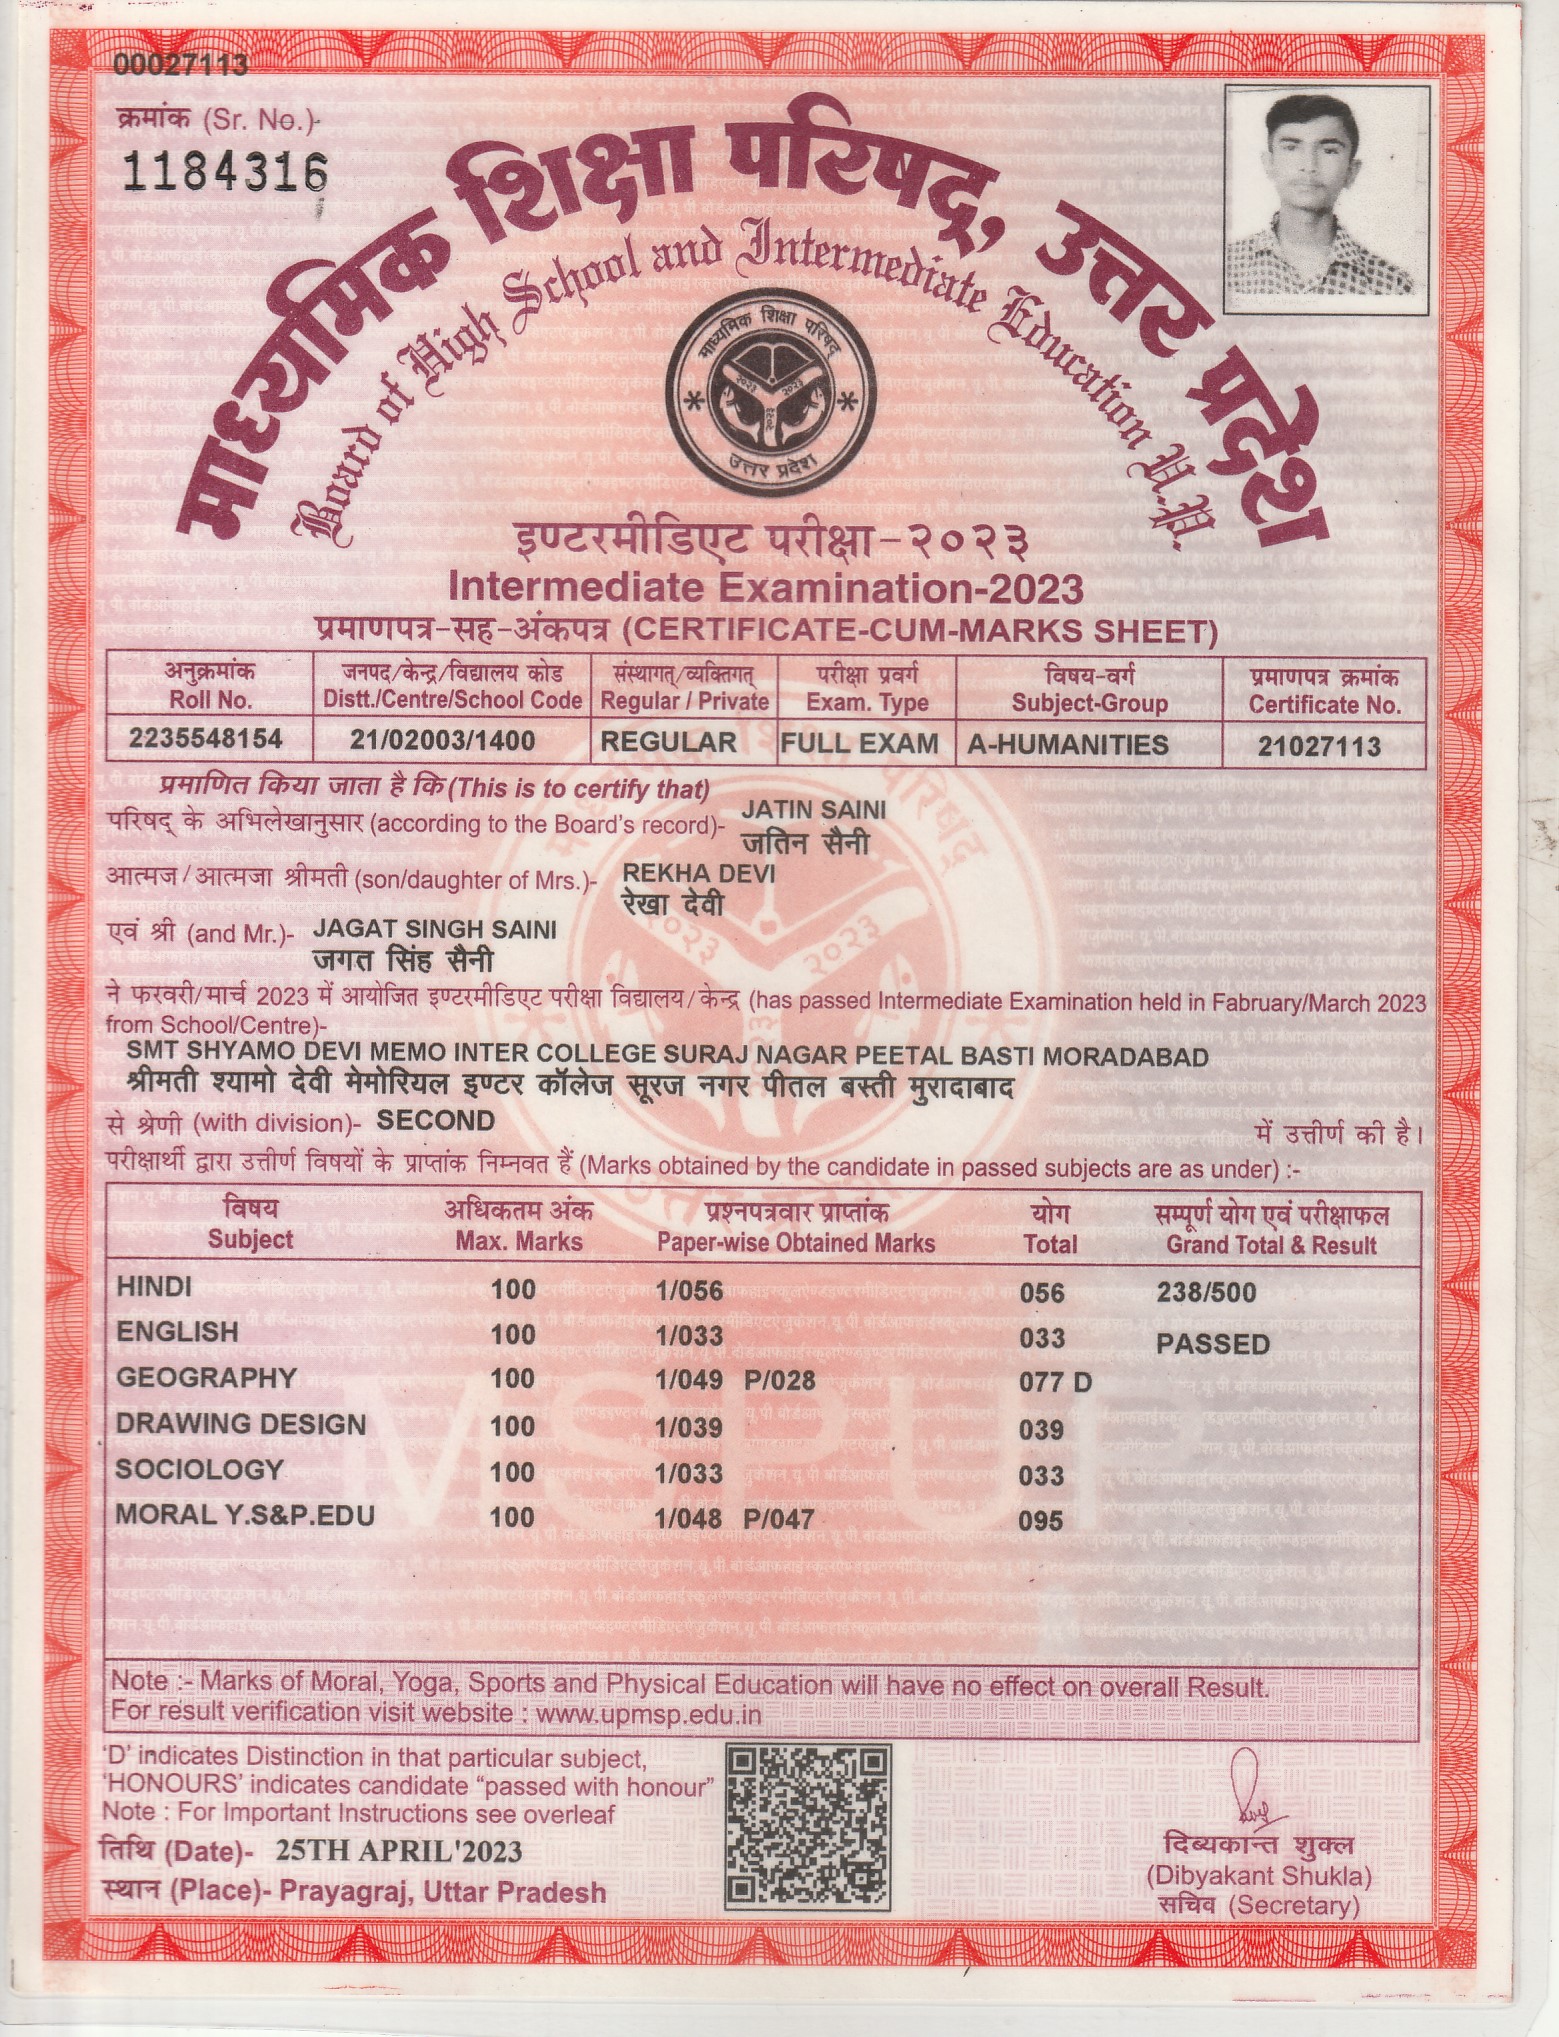 00027113
क्रमांक (Sr. No.)-
1184316
माध्यमिक शिक्षा परिषद्, उत्तर प्रदेश
Board of High School and Intermediate Education U.P.
माध्यमिक शिक्षा परिषद्
२०२३ २०२३
२०२३
उत्तर प्रदेश
इण्टरमीडिएट परीक्षा-२०२३
Intermediate Examination-2023
प्रमाणपत्र-सह-अंकपत्र (CERTIFICATE-CUM-MARKS SHEET)
अनुक्रमांक जनपद/केन्द्र/विद्यालय कोड संस्थागत्/व्यक्तिगत् परीक्षा प्रवर्ग विषय-वर्ग प्रमाणपत्र क्रमांक
Roll No. Distt./Centre/School Code Regular / Private Exam. Type Subject-Group Certificate No.
2235548154 21/02003/1400 REGULAR FULL EXAM A-HUMANITIES 21027113
प्रमाणित किया जाता है कि (This is to certify that)
परिषद् के अभिलेखानुसार (according to the Board's record)- JATIN SAINI
जतिन सैनी
आत्मज/आत्मजा श्रीमती (son/daughter of Mrs.)- REKHA DEVI
रेखा देवी
एवं श्री (and Mr.)- JAGAT SINGH SAINI
जगत सिंह सैनी
ने फरवरी/मार्च 2023 में आयोजित इण्टरमीडिएट परीक्षा विद्यालय/केन्द्र (has passed Intermediate Examination held in Fabruary/March 2023
from School/Centre)-
SMT SHYAMO DEVI MEMO INTER COLLEGE SURAJ NAGAR PEETAL BASTI MORADABAD
श्रीमती श्यामो देवी मेमोरियल इण्टर कॉलेज सूरज नगर पीतल बस्ती मुरादाबाद
से श्रेणी (with division)- SECOND में उत्तीर्ण की है।
परीक्षार्थी द्वारा उत्तीर्ण विषयों के प्राप्तांक निम्नवत हैं (Marks obtained by the candidate in passed subjects are as under) :-
विषय अधिकतम अंक प्रश्नपत्रवार प्राप्तांक योग सम्पूर्ण योग एवं परीक्षाफल
Subject Max. Marks Paper-wise Obtained Marks Total Grand Total & Result
HINDI 100 1/056 056 238/500
ENGLISH 100 1/033 033 PASSED
GEOGRAPHY 100 1/049 P/028 077 D
DRAWING DESIGN 100 1/039 039
SOCIOLOGY 100 1/033 033
MORAL Y.S&P.EDU 100 1/048 P/047 095
Note :- Marks of Moral, Yoga, Sports and Physical Education will have no effect on overall Result.
For result verification visit website : www.upmsp.edu.in
'D' indicates Distinction in that particular subject,
'HONOURS' indicates candidate "passed with honour"
Note : For Important Instructions see overleaf
तिथि (Date)- 25TH APRIL'2023
स्थान (Place)- Prayagraj, Uttar Pradesh
दिब्यकान्त शुक्ल
(Dibyakant Shukla)
सचिव (Secretary)